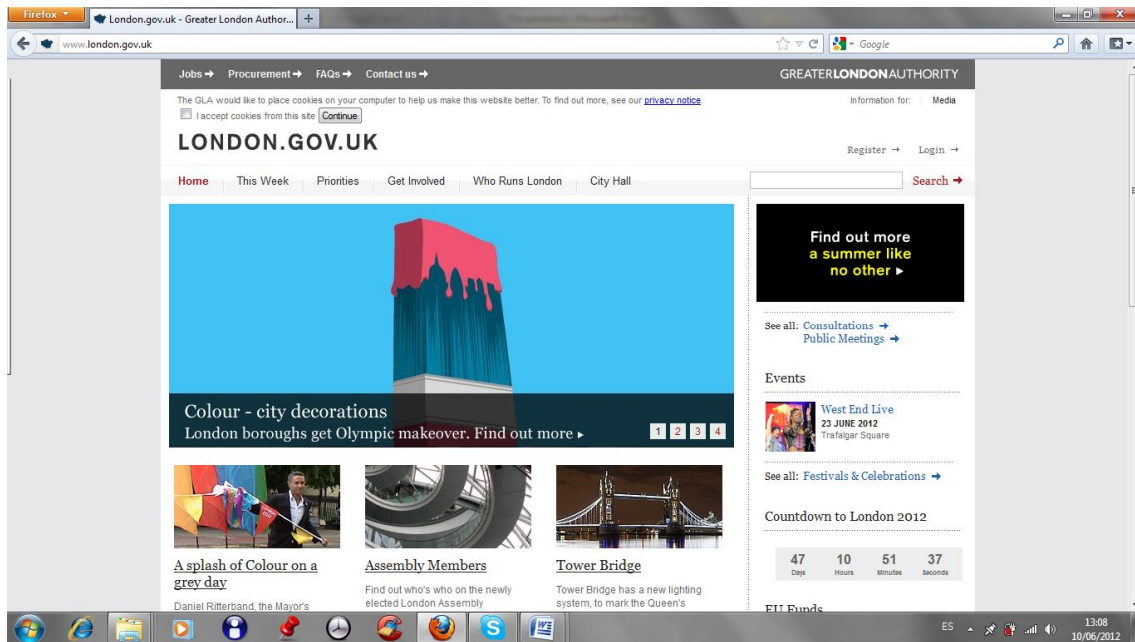 Firefox
London.gov.uk - Greater London Author...
www.london.gov.uk
Google
Jobs Procurement FAQs Contact us
GREATERLONDONAUTHORITY
The GLA would like to place cookies on your computer to help us make this website better. To find out more, see our privacy notice
I accept cookies from this site Continue
Information for: Media
LONDON.GOV.UK
Register → Login →
Home This Week Priorities Get Involved Who Runs London City Hall
Search
Colour - city decorations
London boroughs get Olympic makeover. Find out more
1 2 3 4
A splash of Colour on a
grey day
Daniel Ritterband, the Mayor's
Assembly Members
Find out who's who on the newly
elected London Assembly
Tower Bridge
Tower Bridge has a new lighting
system, to mark the Queen's
Find out more
a summer like
no other
See all: Consultations
Public Meetings
Events
West End Live
23 JUNE 2012
Trafalgar Square
See all: Festivals & Celebrations
Countdown to London 2012
47 10 51 37
Days Hours Minutes Seconds
EU Funds
ES
13:08
10/06/2012